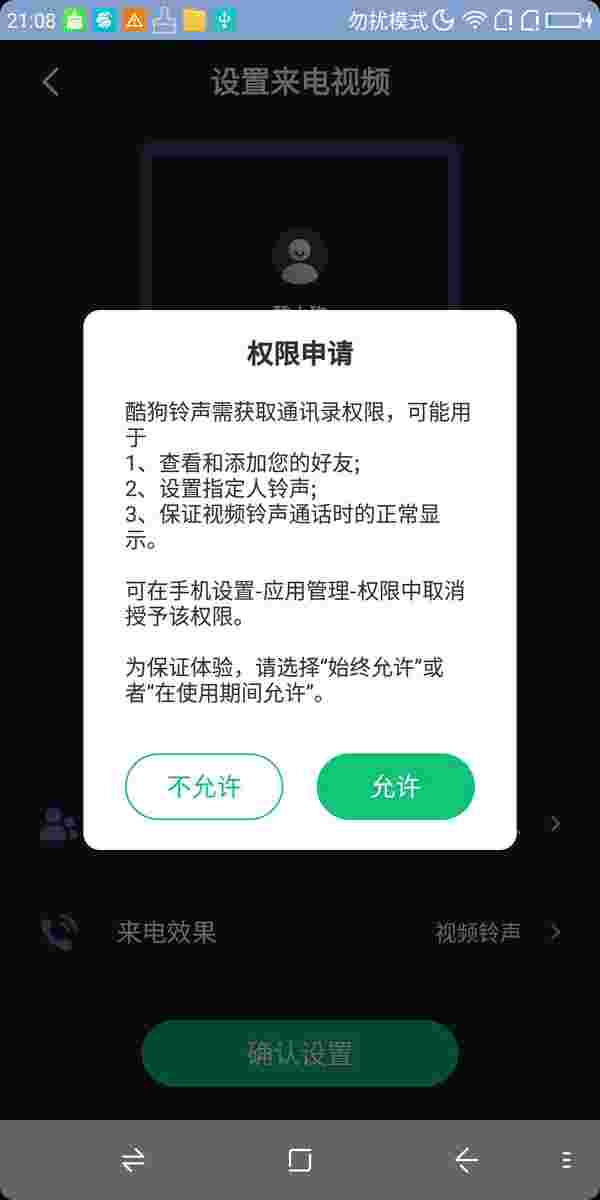 21:08
勿扰模式
设置来电视频
权限申请
酷狗铃声需获取通讯录权限，可能用
于
1、查看和添加您的好友;
2、设置指定人铃声;
3、保证视频铃声通话时的正常显
示。
可在手机设置-应用管理-权限中取消
授予该权限。
为保证体验，请选择“始终允许”或
者“在使用期间允许”。
不允许
允许
来电效果
视频铃声
确认设置